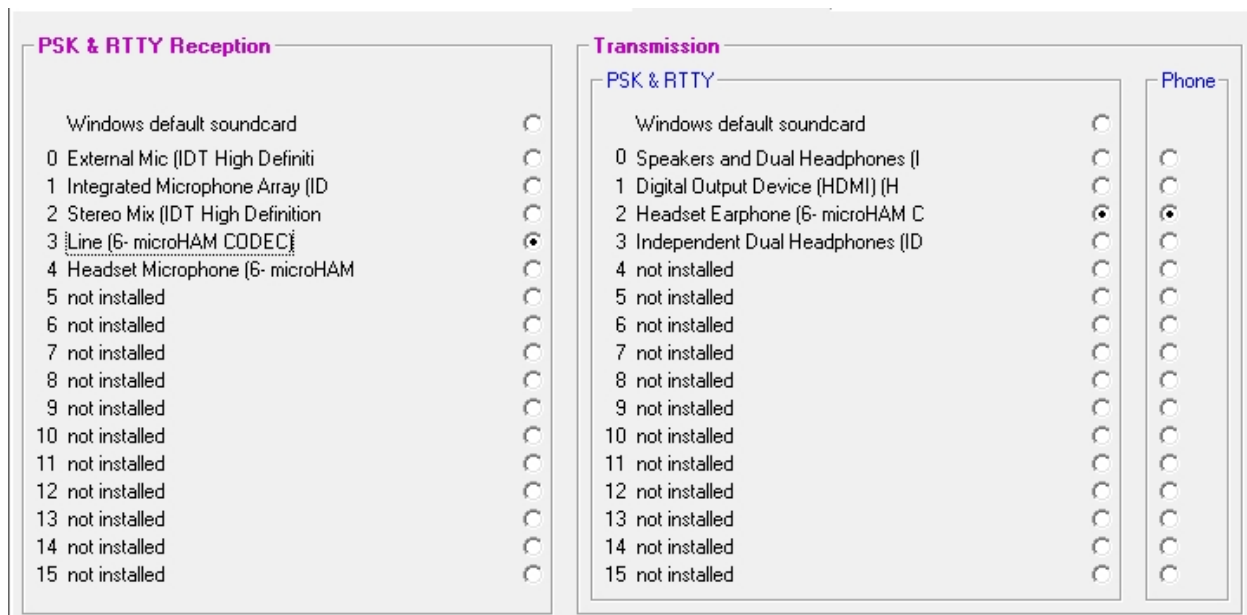 PSK & RTTY Reception
Windows default soundcard
0 External Mic (IDT High Definiti
1 Integrated Microphone Array (ID
2 Stereo Mix (IDT High Definition
3 Line (6- microHAM CODEC)
4 Headset Microphone (6- microHAM
5 not installed
6 not installed
7 not installed
8 not installed
9 not installed
10 not installed
11 not installed
12 not installed
13 not installed
14 not installed
15 not installed
Transmission
PSK & RTTY
Windows default soundcard
0 Speakers and Dual Headphones (I
1 Digital Output Device (HDMI) (H
2 Headset Earphone (6- microHAM C
3 Independent Dual Headphones (ID
4 not installed
5 not installed
6 not installed
7 not installed
8 not installed
9 not installed
10 not installed
11 not installed
12 not installed
13 not installed
14 not installed
15 not installed
Phone